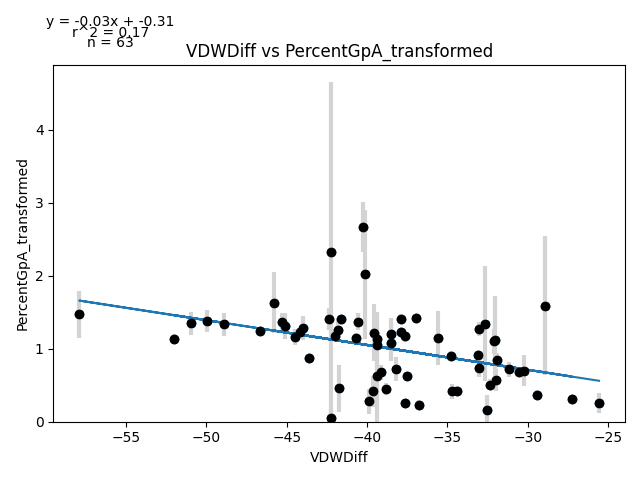 y = -0.03x + -0.31
r^2 = 0.17
n = 63
VDWDiff vs PercentGpA_transformed
PercentGpA_transformed
4
3
2
1
0
−55
−50
−45
−40
−35
−30
−25
VDWDiff